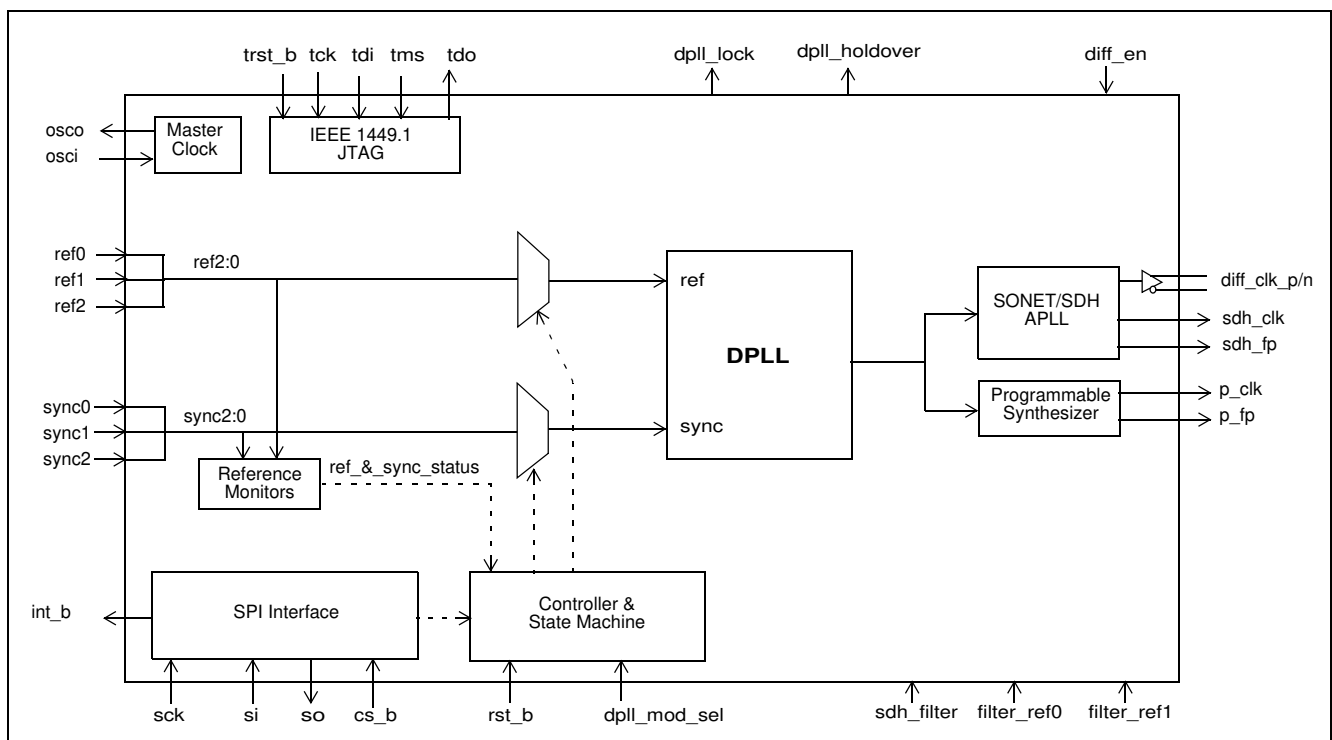 trst_b tck tdi tms tdo dpll_lock dpll_holdover diff_en
osco
osci
Master
Clock
IEEE 1449.1
JTAG
ref0
ref1
ref2
ref2:0
ref
DPLL
sync
SONET/SDH
APLL
diff_clk_p/n
sdh_clk
sdh_fp
Programmable
Synthesizer
p_clk
p_fp
sync0
sync1
sync2
sync2:0
Reference
Monitors
ref_&_sync_status
int_b
SPI Interface
Controller &
State Machine
sck si so cs_b rst_b dpll_mod_sel sdh_filter filter_ref0 filter_ref1